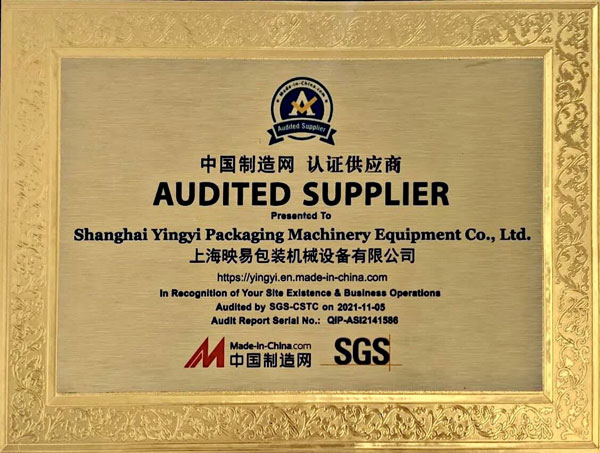 Made-in-China.com
Audited Supplier
中国制造网 认证供应商
AUDITED SUPPLIER
Presented To
Shanghai Yingyi Packaging Machinery Equipment Co., Ltd.
上海映易包装机械设备有限公司
https://yingyi.en.made-in-china.com
In Recognition of Your Site Existence & Business Operations
Audited by SGS-CSTC on 2021-11-05
Audit Report Serial No.: QIP-ASI2141586
Made-in-China.com
中国制造网
SGS